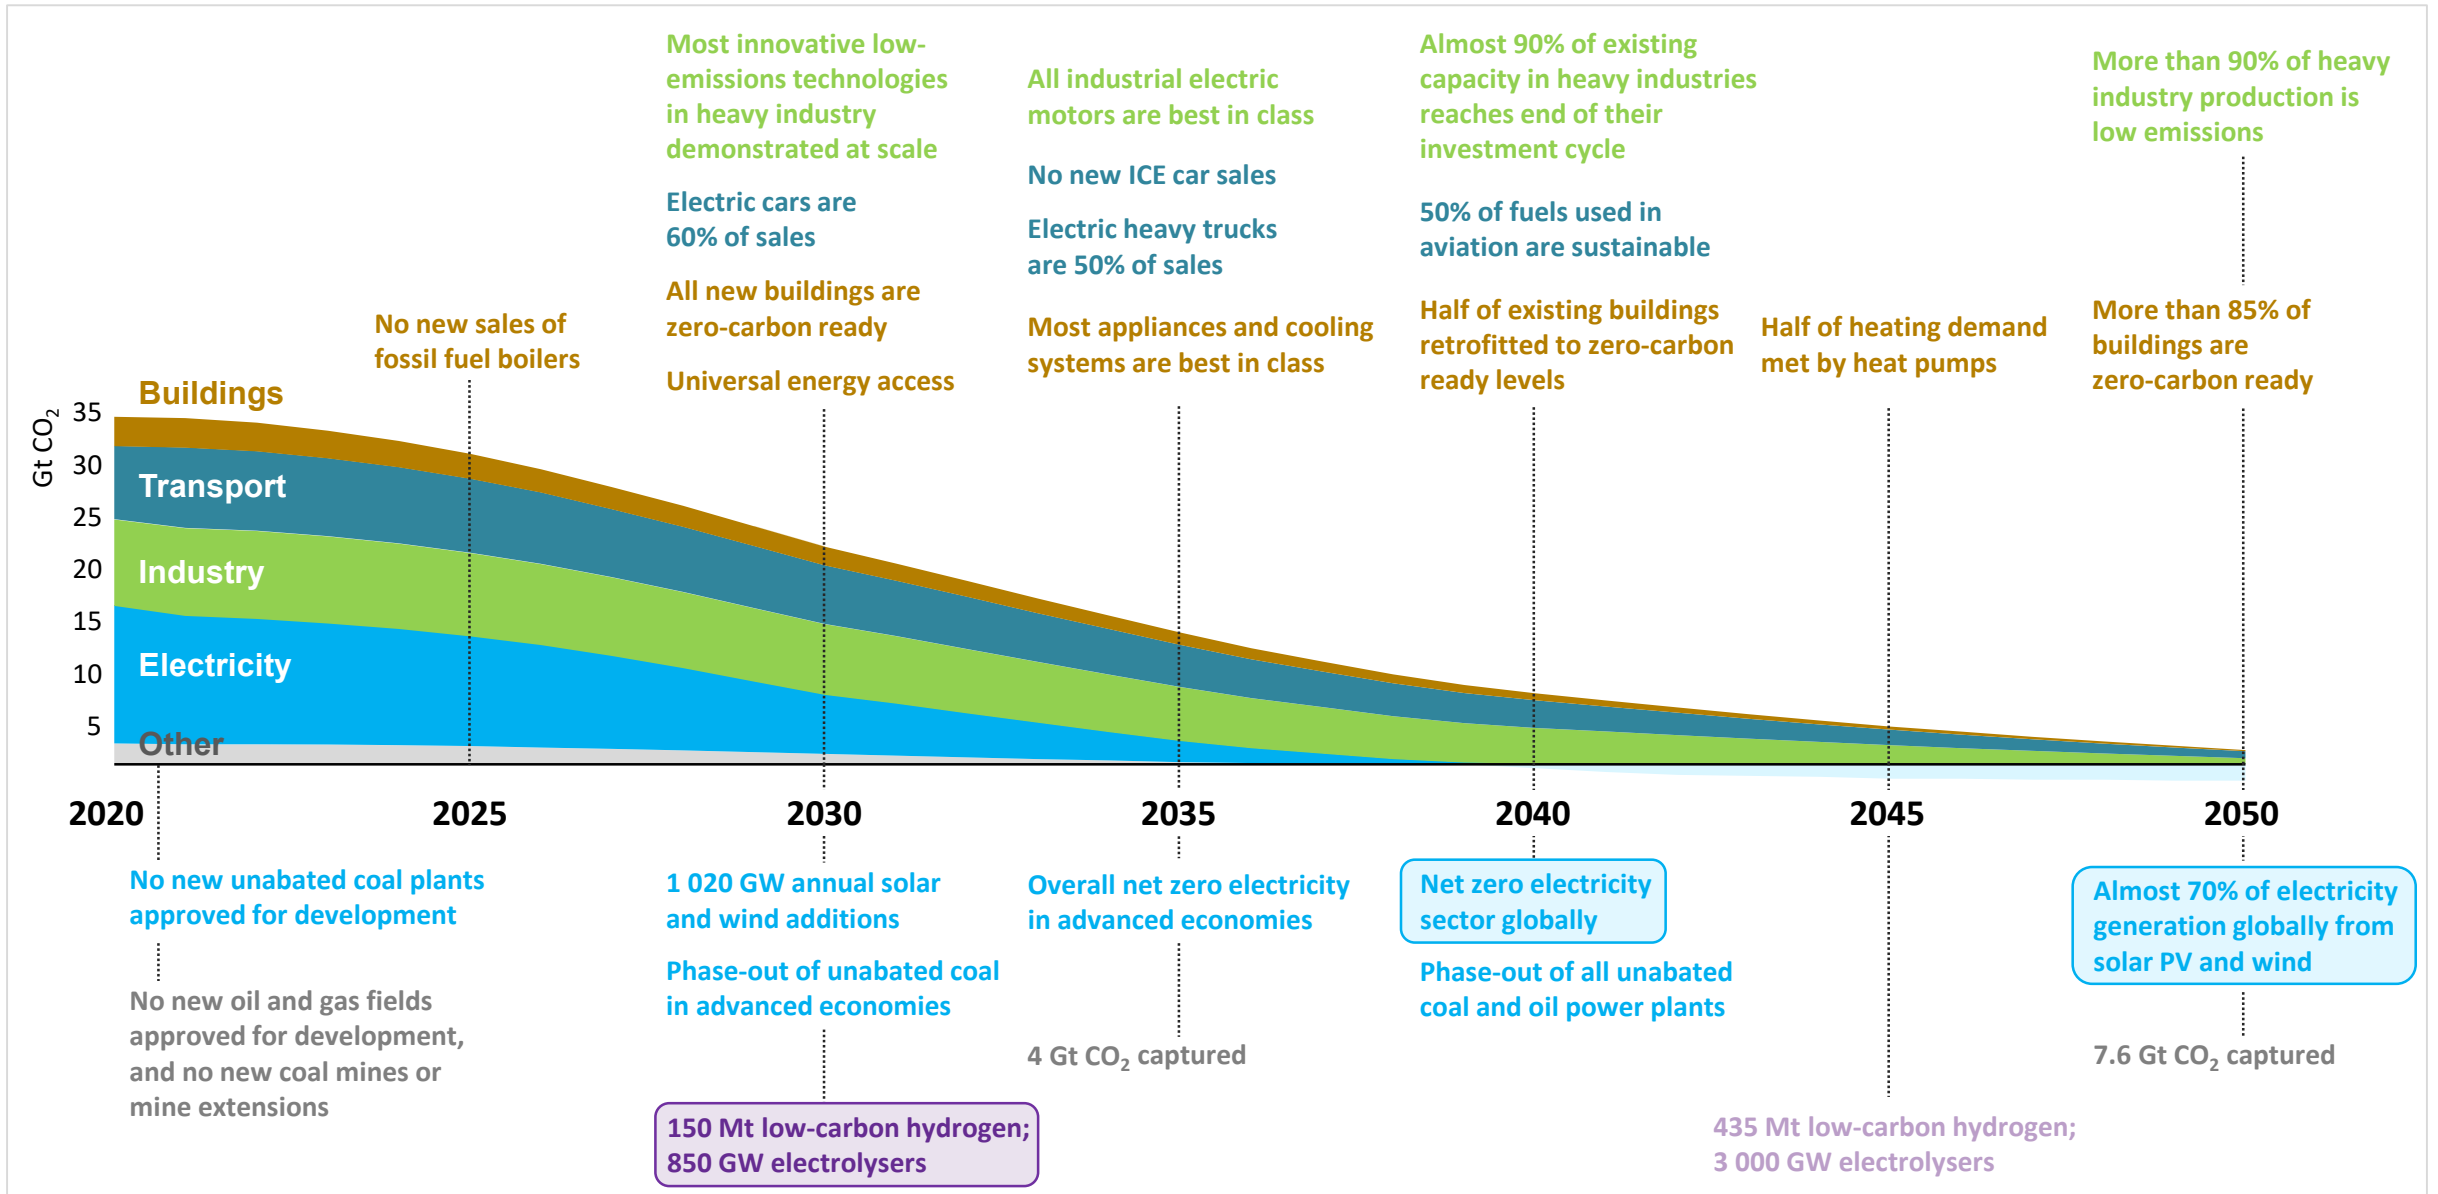 Most innovative low-
emissions technologies
in heavy industry
demonstrated at scale
Electric cars are
60% of sales
All new buildings are
zero-carbon ready
Universal energy access
All industrial electric
motors are best in class
No new ICE car sales
Electric heavy trucks
are 50% of sales
Most appliances and cooling
systems are best in class
Almost 90% of existing
capacity in heavy industries
reaches end of their
investment cycle
50% of fuels used in
aviation are sustainable
Half of existing buildings
retrofitted to zero-carbon
ready levels
Half of heating demand
met by heat pumps
More than 90% of heavy
industry production is
low emissions
More than 85% of
buildings are
zero-carbon ready
No new sales of
fossil fuel boilers
Gt CO₂
35
30
25
20
15
10
5
Buildings
Transport
Industry
Electricity
Other
2020
2025
2030
2035
2040
2045
2050
No new unabated coal plants
approved for development
No new oil and gas fields
approved for development,
and no new coal mines or
mine extensions
1 020 GW annual solar
and wind additions
Phase-out of unabated coal
in advanced economies
150 Mt low-carbon hydrogen;
850 GW electrolysers
Overall net zero electricity
in advanced economies
4 Gt CO₂ captured
Net zero electricity
sector globally
Phase-out of all unabated
coal and oil power plants
435 Mt low-carbon hydrogen;
3 000 GW electrolysers
Almost 70% of electricity
generation globally from
solar PV and wind
7.6 Gt CO₂ captured